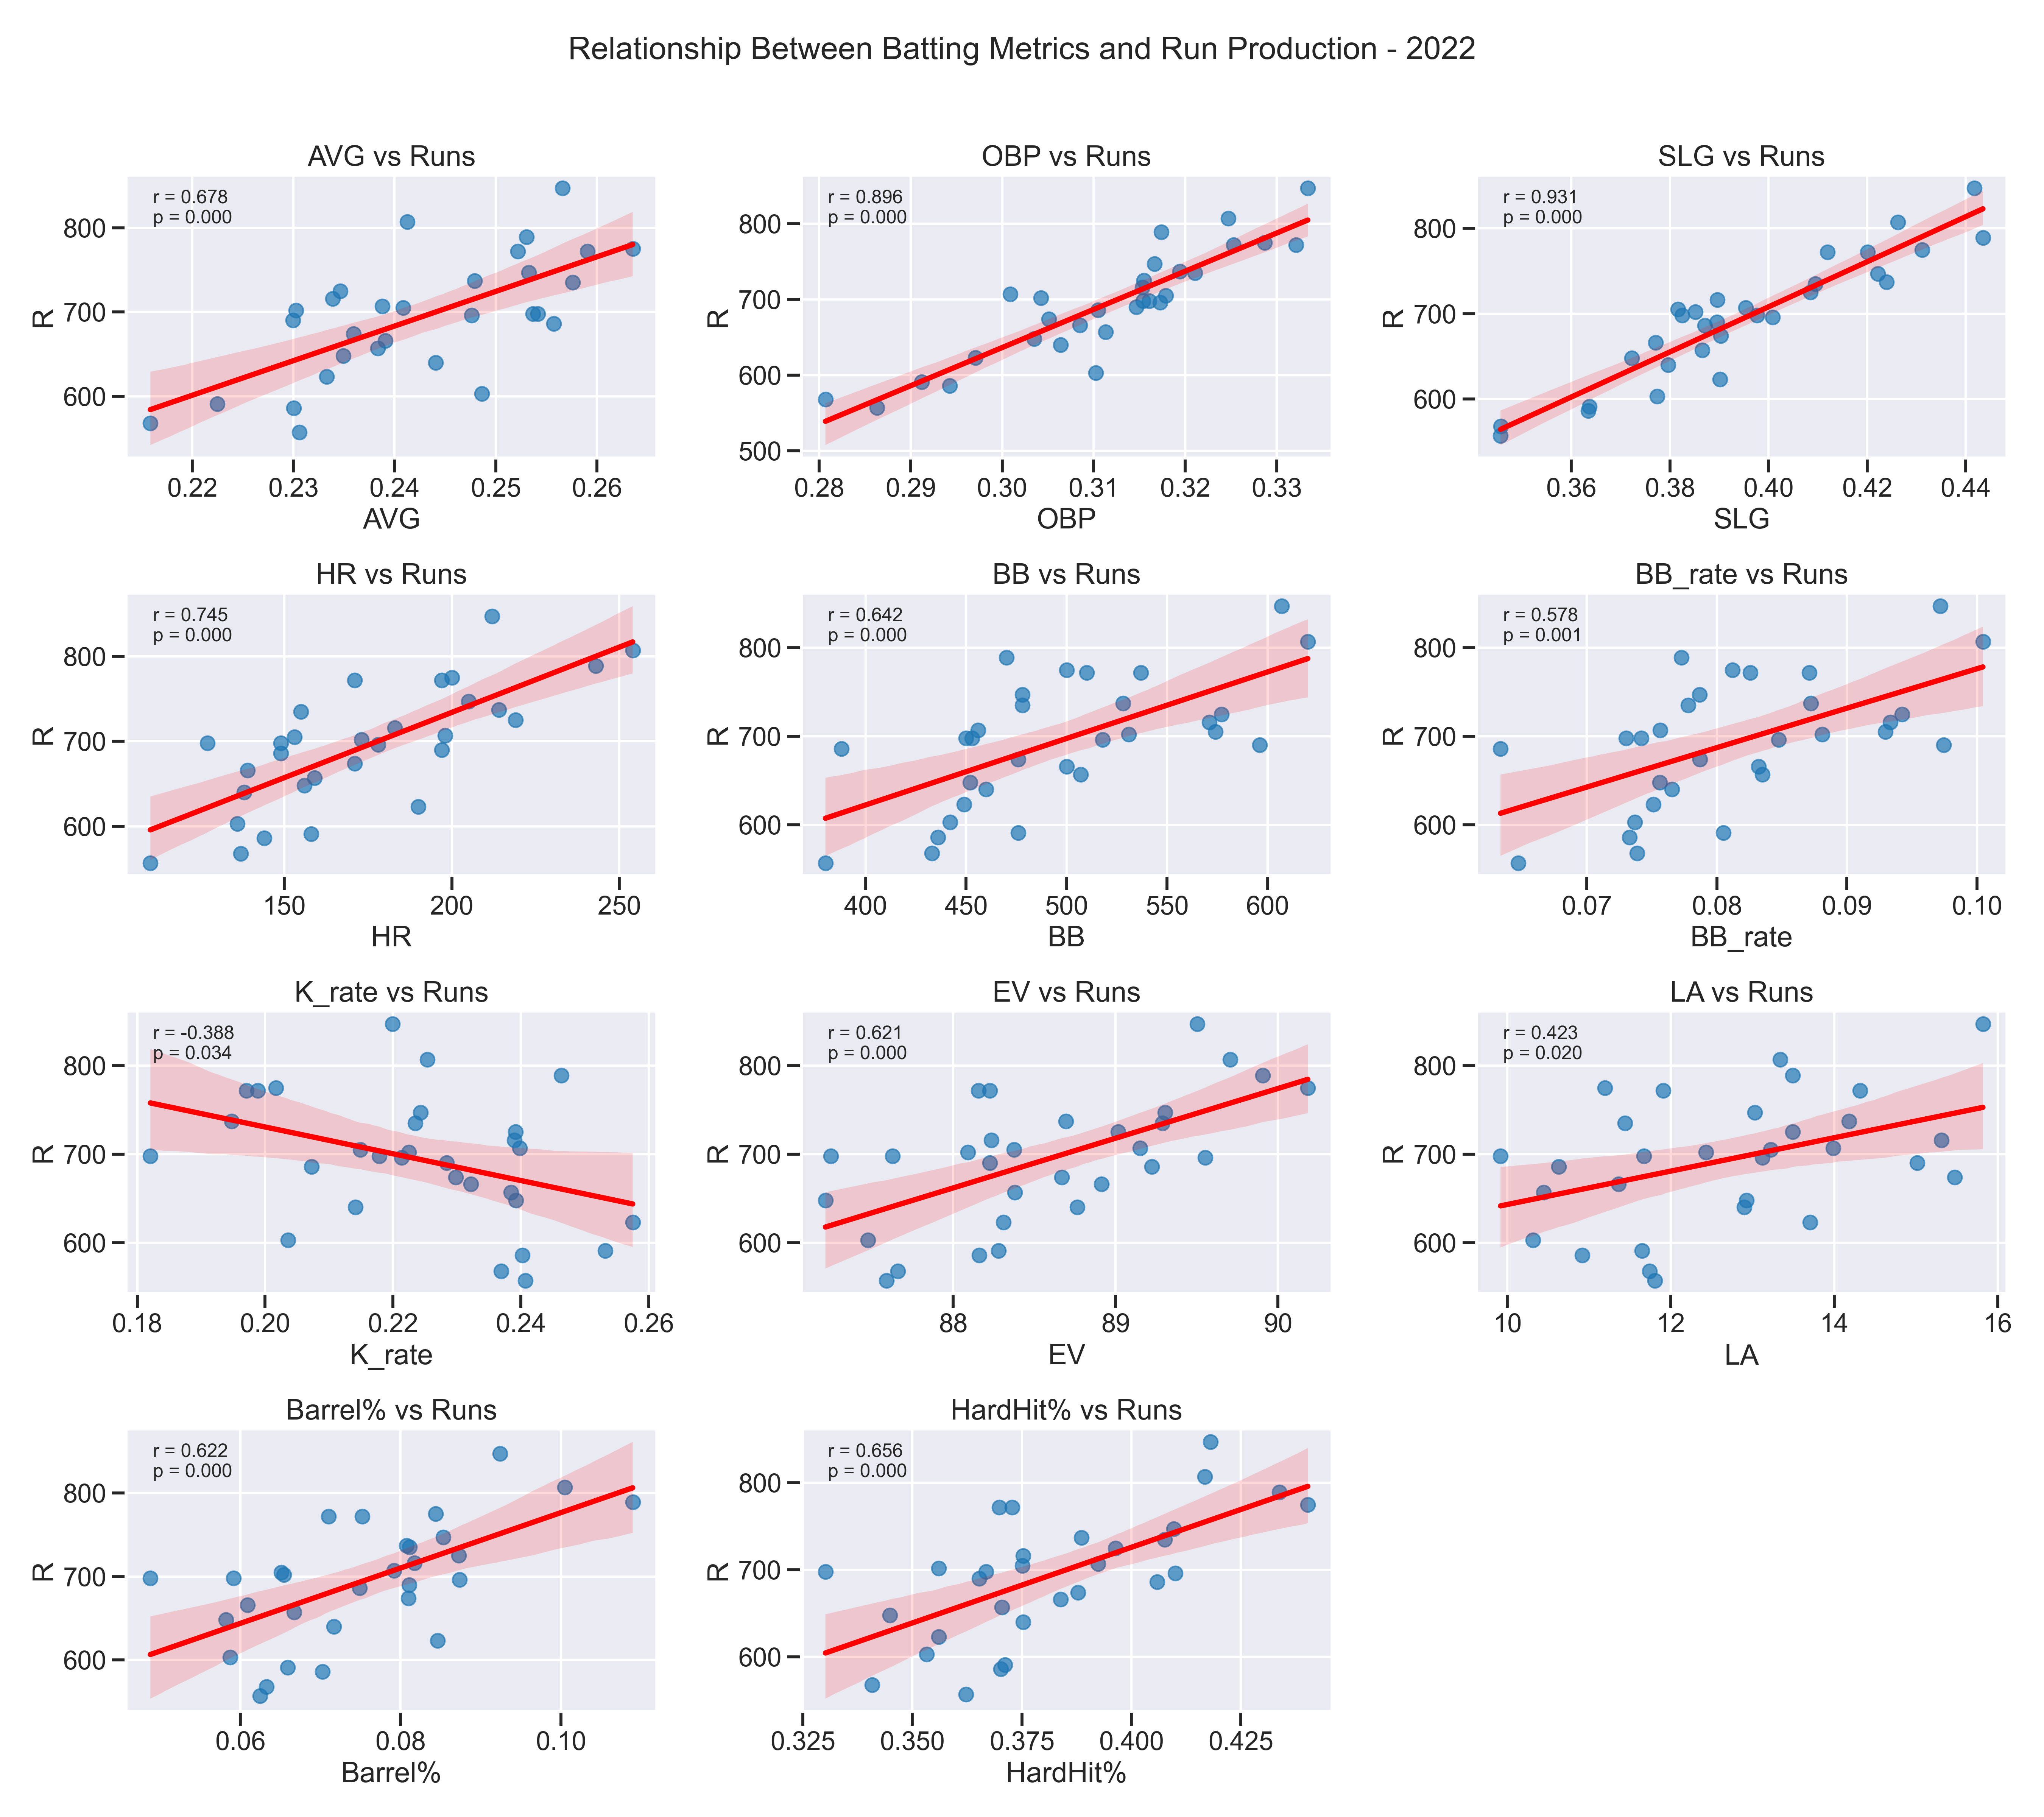 Relationship Between Batting Metrics and Run Production - 2022
AVG vs Runs
r = 0.678
p = 0.000
800
700
600
R
0.22 0.23 0.24 0.25 0.26
AVG
OBP vs Runs
r = 0.896
p = 0.000
800
700
600
500
R
0.28 0.29 0.30 0.31 0.32 0.33
OBP
SLG vs Runs
r = 0.931
p = 0.000
800
700
600
R
0.36 0.38 0.40 0.42 0.44
SLG
HR vs Runs
r = 0.745
p = 0.000
800
700
600
R
150 200 250
HR
BB vs Runs
r = 0.642
p = 0.000
800
700
600
R
400 450 500 550 600
BB
BB_rate vs Runs
r = 0.578
p = 0.001
800
700
600
R
0.07 0.08 0.09 0.10
BB_rate
K_rate vs Runs
r = -0.388
p = 0.034
800
700
600
R
0.18 0.20 0.22 0.24 0.26
K_rate
EV vs Runs
r = 0.621
p = 0.000
800
700
600
R
88 89 90
EV
LA vs Runs
r = 0.423
p = 0.020
800
700
600
R
10 12 14 16
LA
Barrel% vs Runs
r = 0.622
p = 0.000
800
700
600
R
0.06 0.08 0.10
Barrel%
HardHit% vs Runs
r = 0.656
p = 0.000
800
700
600
R
0.325 0.350 0.375 0.400 0.425
HardHit%